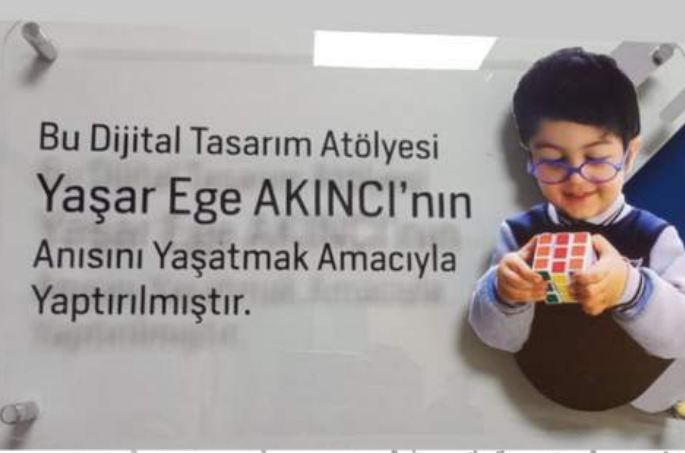 Bu Dijital Tasarım Atölyesi
Yaşar Ege AKINCI'nın
Anısını Yaşatmak Amacıyla
Yaptırılmıştır.